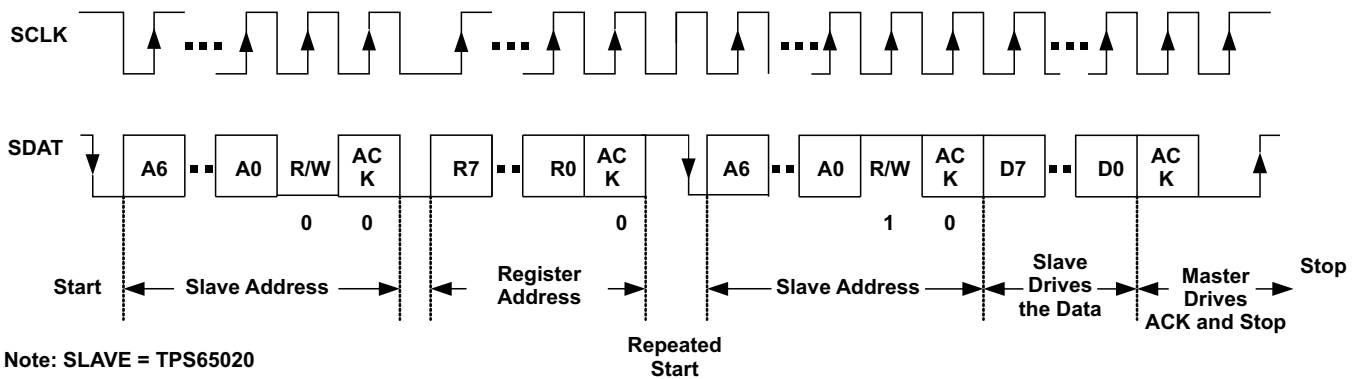 SCLK
SDAT
A6 A0 R/W AC K R7 R0 AC K A6 A0 R/W AC K D7 D0 AC K
0 0 0 1 0
Start Slave Address Register Address Slave Address Slave Drives the Data Master Drives ACK and Stop Stop
Repeated Start
Note: SLAVE = TPS65020